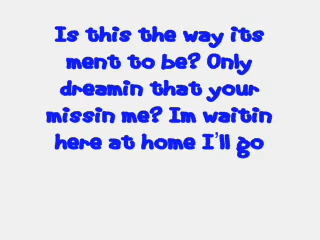 Is this the way its
ment to be? Only
dreamin that your
missin me? Im waitin
here at home I'll go